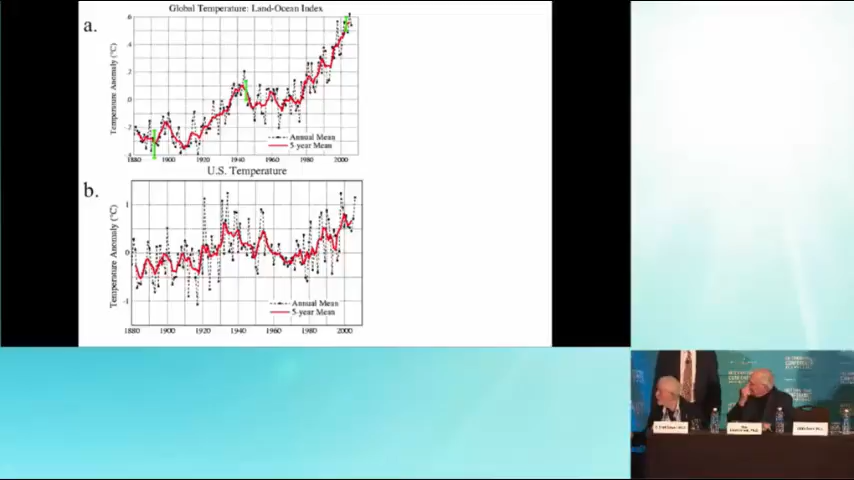 Global Temperature: Land-Ocean Index
a.
Temperature Anomaly (°C)
.6
.4
.2
.0
-.2
1880 1900 1920 1940 1960 1980 2000
Annual Mean
5-year Mean
U.S. Temperature
b.
Temperature Anomaly (°C)
1
0
-1
1880 1900 1920 1940 1960 1980 2000
Annual Mean
5-year Mean